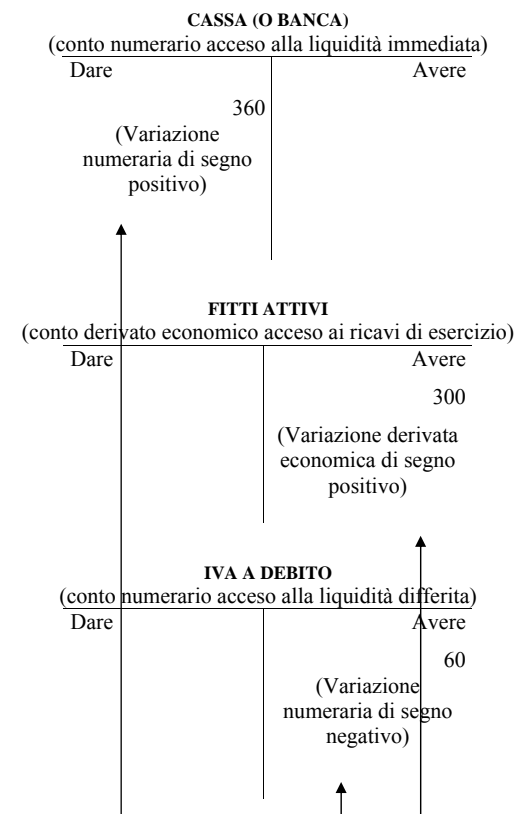 CASSA (O BANCA)
(conto numerario acceso alla liquidità immediata)
Dare Avere
360
(Variazione
numeraria di segno
positivo)
FITTI ATTIVI
(conto derivato economico acceso ai ricavi di esercizio)
Dare Avere
300
(Variazione derivata
economica di segno
positivo)
IVA A DEBITO
(conto numerario acceso alla liquidità differita)
Dare Avere
60
(Variazione
numeraria di segno
negativo)